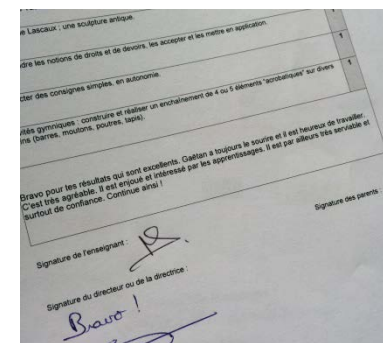 e Lascaux ; une sculpture antique.
1
dre les notions de droits et de devoirs, les accepter et les mettre en application.
1
cter des consignes simples, en autonomie.
1
vités gymniques : construire et réaliser un enchaînement de 4 ou 5 éléments "acrobatiques" sur divers
ins (barres, moutons, poutres, tapis).
Bravo pour les résultats qui sont excellents. Gaétan a toujours le sourire et il est heureux de travailler.
C'est très agréable. Il est enjoué et intéressé par les apprentissages. Il est par ailleurs très serviable et
surtout de confiance. Continue ainsi !
Signature de l'enseignant :
Signature des parents
Signature du directeur ou de la directrice :
Bravo !